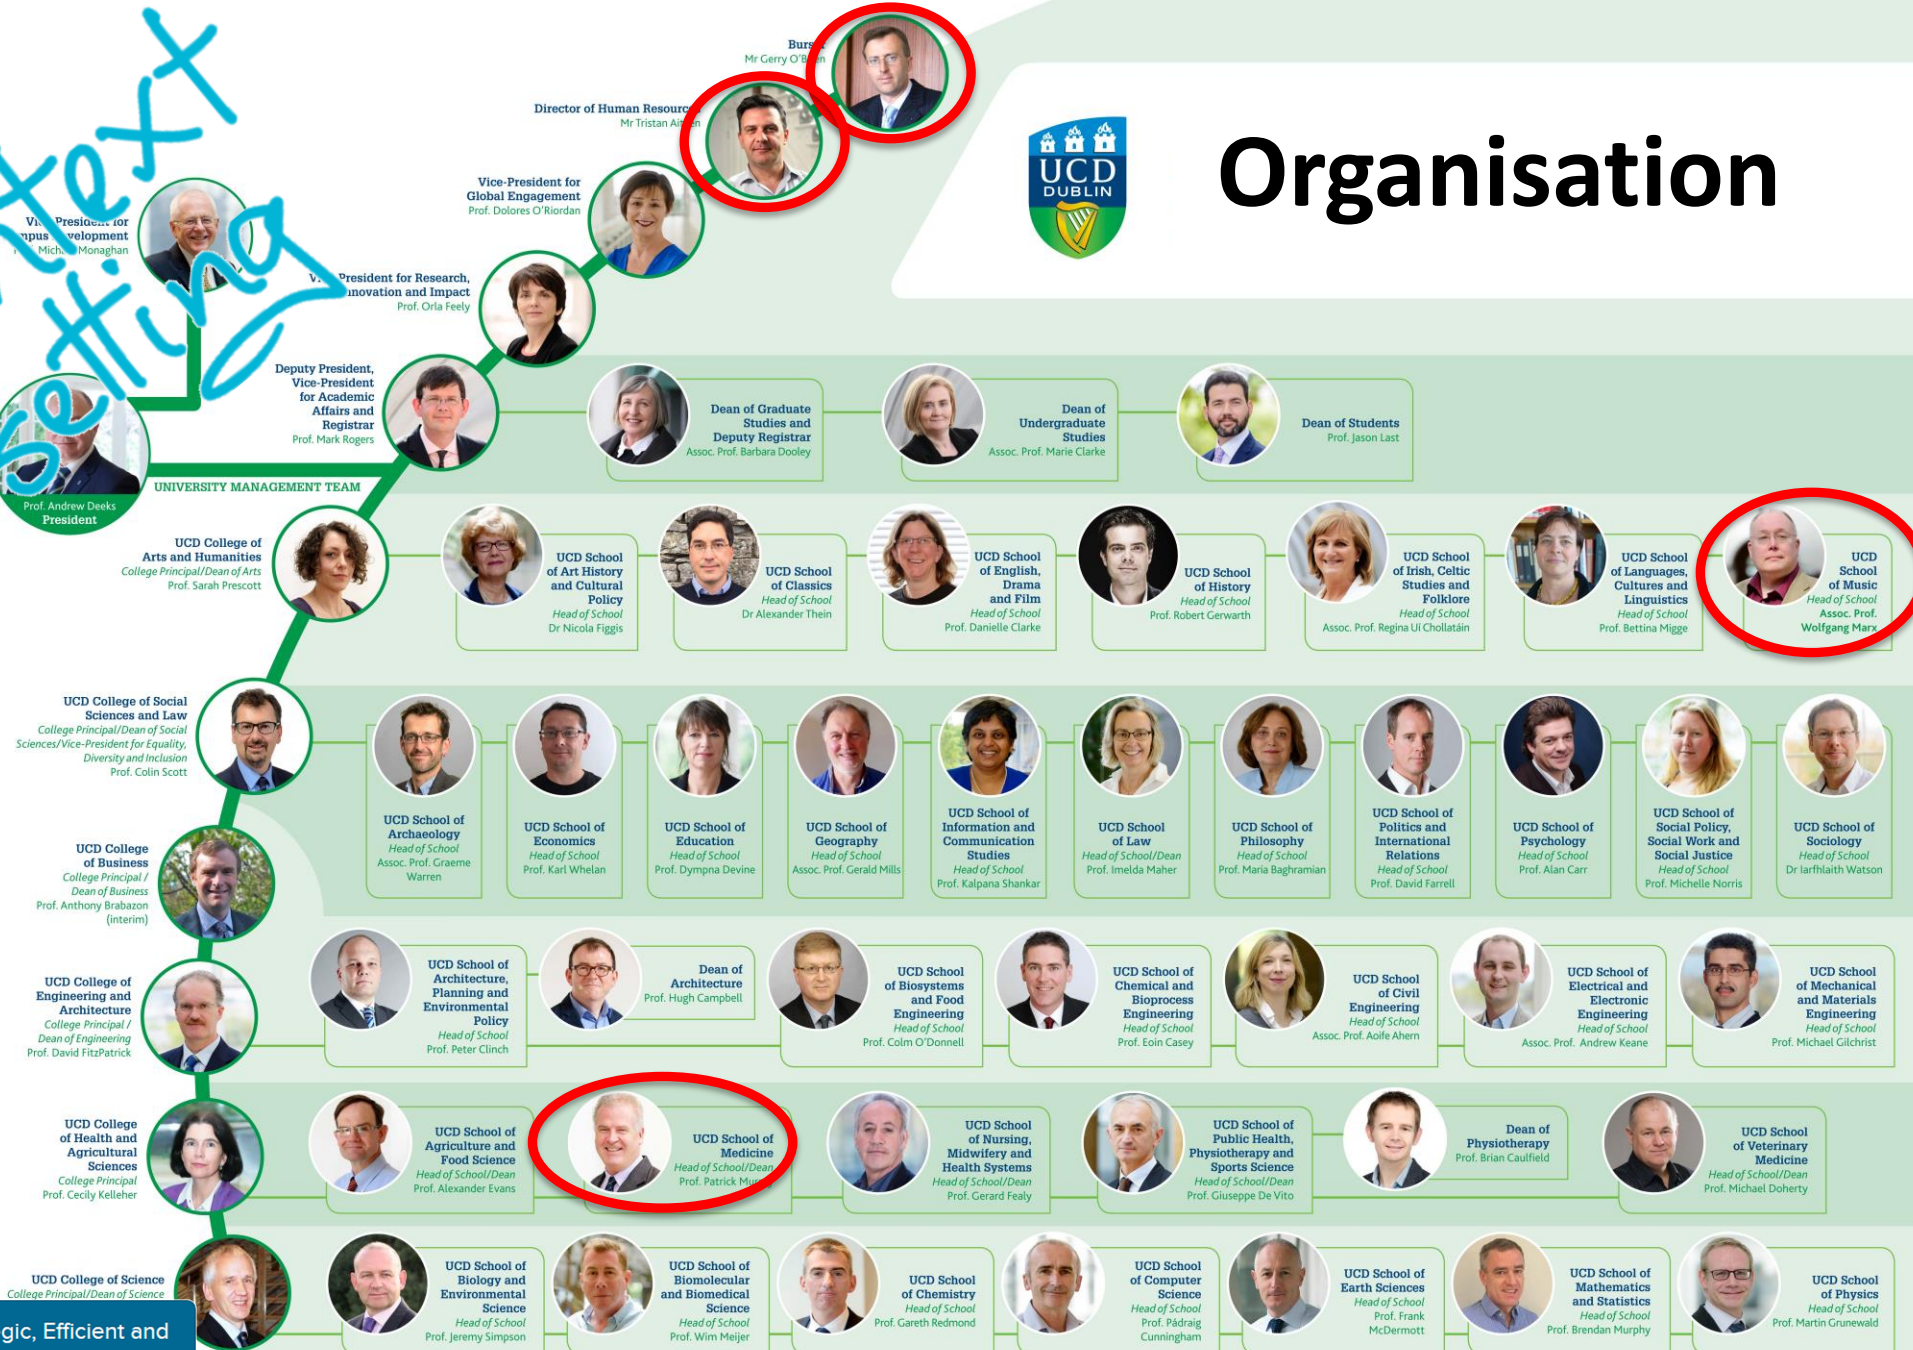 Bursar
Mr Gerry O'Brien
Director of Human Resources
Mr Tristan Aitken
Vice-President for
Global Engagement
Prof. Dolores O'Riordan
UCD
DUBLIN
Organisation
text
setting
Vice-President for
Campus Development
Prof. Michael Monaghan
Vice-President for Research,
Innovation and Impact
Prof. Orla Feely
Deputy President,
Vice-President
for Academic
Affairs and
Registrar
Prof. Mark Rogers
Dean of Graduate
Studies and
Deputy Registrar
Assoc. Prof. Barbara Dooley
Dean of
Undergraduate
Studies
Assoc. Prof. Marie Clarke
Dean of Students
Prof. Jason Last
Prof. Andrew Deeks
President
UNIVERSITY MANAGEMENT TEAM
UCD College of
Arts and Humanities
College Principal/Dean of Arts
Prof. Sarah Prescott
UCD School
of Art History
and Cultural
Policy
Head of School
Dr Nicola Figgis
UCD School
of Classics
Head of School
Dr Alexander Thein
UCD School
of English,
Drama
and Film
Head of School
Prof. Danielle Clarke
UCD School
of History
Head of School
Prof. Robert Gerwarth
UCD School
of Irish, Celtic
Studies and
Folklore
Head of School
Assoc. Prof. Regina Uí Chollatáin
UCD School
of Languages,
Cultures and
Linguistics
Head of School
Prof. Bettina Migge
UCD
School
of Music
Head of School
Assoc. Prof.
Wolfgang Marx
UCD College of Social
Sciences and Law
College Principal/Dean of Social
Sciences/Vice-President for Equality,
Diversity and Inclusion
Prof. Colin Scott
UCD School of
Archaeology
Head of School
Assoc. Prof. Graeme
Warren
UCD School of
Economics
Head of School
Prof. Karl Whelan
UCD School of
Education
Head of School
Prof. Dympna Devine
UCD School of
Geography
Head of School
Assoc. Prof. Gerald Mills
UCD School of
Information and
Communication
Studies
Head of School
Prof. Kalpana Shankar
UCD School
of Law
Head of School/Dean
Prof. Imelda Maher
UCD School of
Philosophy
Head of School
Prof. Maria Baghramian
UCD School of
Politics and
International
Relations
Head of School
Prof. David Farrell
UCD School of
Psychology
Head of School
Prof. Alan Carr
UCD School of
Social Policy,
Social Work and
Social Justice
Head of School
Prof. Michelle Norris
UCD School of
Sociology
Head of School
Dr Iarfhlaith Watson
UCD College
of Business
College Principal /
Dean of Business
Prof. Anthony Brabazon
(interim)
UCD College of
Engineering and
Architecture
College Principal /
Dean of Engineering
Prof. David FitzPatrick
UCD School of
Architecture,
Planning and
Environmental
Policy
Head of School
Prof. Peter Clinch
Dean of
Architecture
Prof. Hugh Campbell
UCD School
of Biosystems
and Food
Engineering
Head of School
Prof. Colm O'Donnell
UCD School of
Chemical and
Bioprocess
Engineering
Head of School
Prof. Eoin Casey
UCD School
of Civil
Engineering
Head of School
Assoc. Prof. Aoife Ahern
UCD School of
Electrical and
Electronic
Engineering
Head of School
Assoc. Prof. Andrew Keane
UCD School
of Mechanical
and Materials
Engineering
Head of School
Prof. Michael Gilchrist
UCD College
of Health and
Agricultural
Sciences
College Principal
Prof. Cecily Kelleher
UCD School of
Agriculture and
Food Science
Head of School/Dean
Prof. Alexander Evans
UCD School of
Medicine
Head of School/Dean
Prof. Patrick
UCD School
of Nursing,
Midwifery and
Health Systems
Head of School/Dean
Prof. Gerard Fealy
UCD School of
Public Health,
Physiotherapy and
Sports Science
Head of School/Dean
Prof. Giuseppe De Vito
Dean of
Physiotherapy
Prof. Brian Caulfield
UCD School
of Veterinary
Medicine
Head of School/Dean
Prof. Michael Doherty
UCD College of Science
College Principal/Dean of Science
UCD School of
Biology and
Environmental
Science
Head of School
Prof. Jeremy Simpson
UCD School of
Biomolecular
and Biomedical
Science
Head of School
Prof. Wim Meijer
UCD School
of Chemistry
Head of School
Prof. Gareth Redmond
UCD School
of Computer
Science
Head of School
Prof. Pádraig
Cunningham
UCD School of
Earth Sciences
Head of School
Prof. Frank
McDermott
UCD School of
Mathematics
and Statistics
Head of School
Prof. Brendan Murphy
UCD School
of Physics
Head of School
Prof. Martin Grunewald
gic, Efficient and